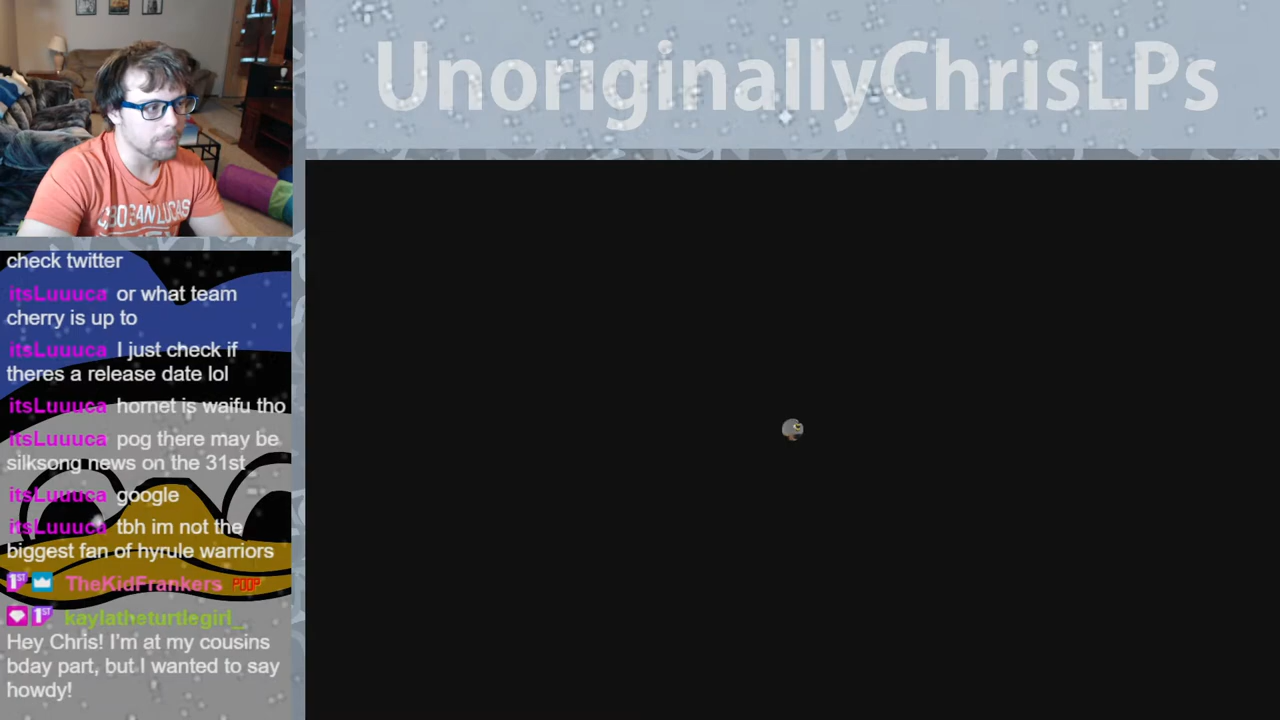 UnoriginallyChrisLPs
check twitter
itsLuuuca or what team
cherry is up to
itsLuuuca I just check if
theres a release date lol
itsLuuuca hornet is waifu tho
itsLuuuca pog there may be
silksong news on the 31st
itsLuuuca google
itsLuuuca tbh im not the
biggest fan of hyrule warriors
1ST TheKidFrankers POOP
1ST kaylatheturtlegirl_
Hey Chris! I'm at my cousins
bday part, but I wanted to say
howdy!